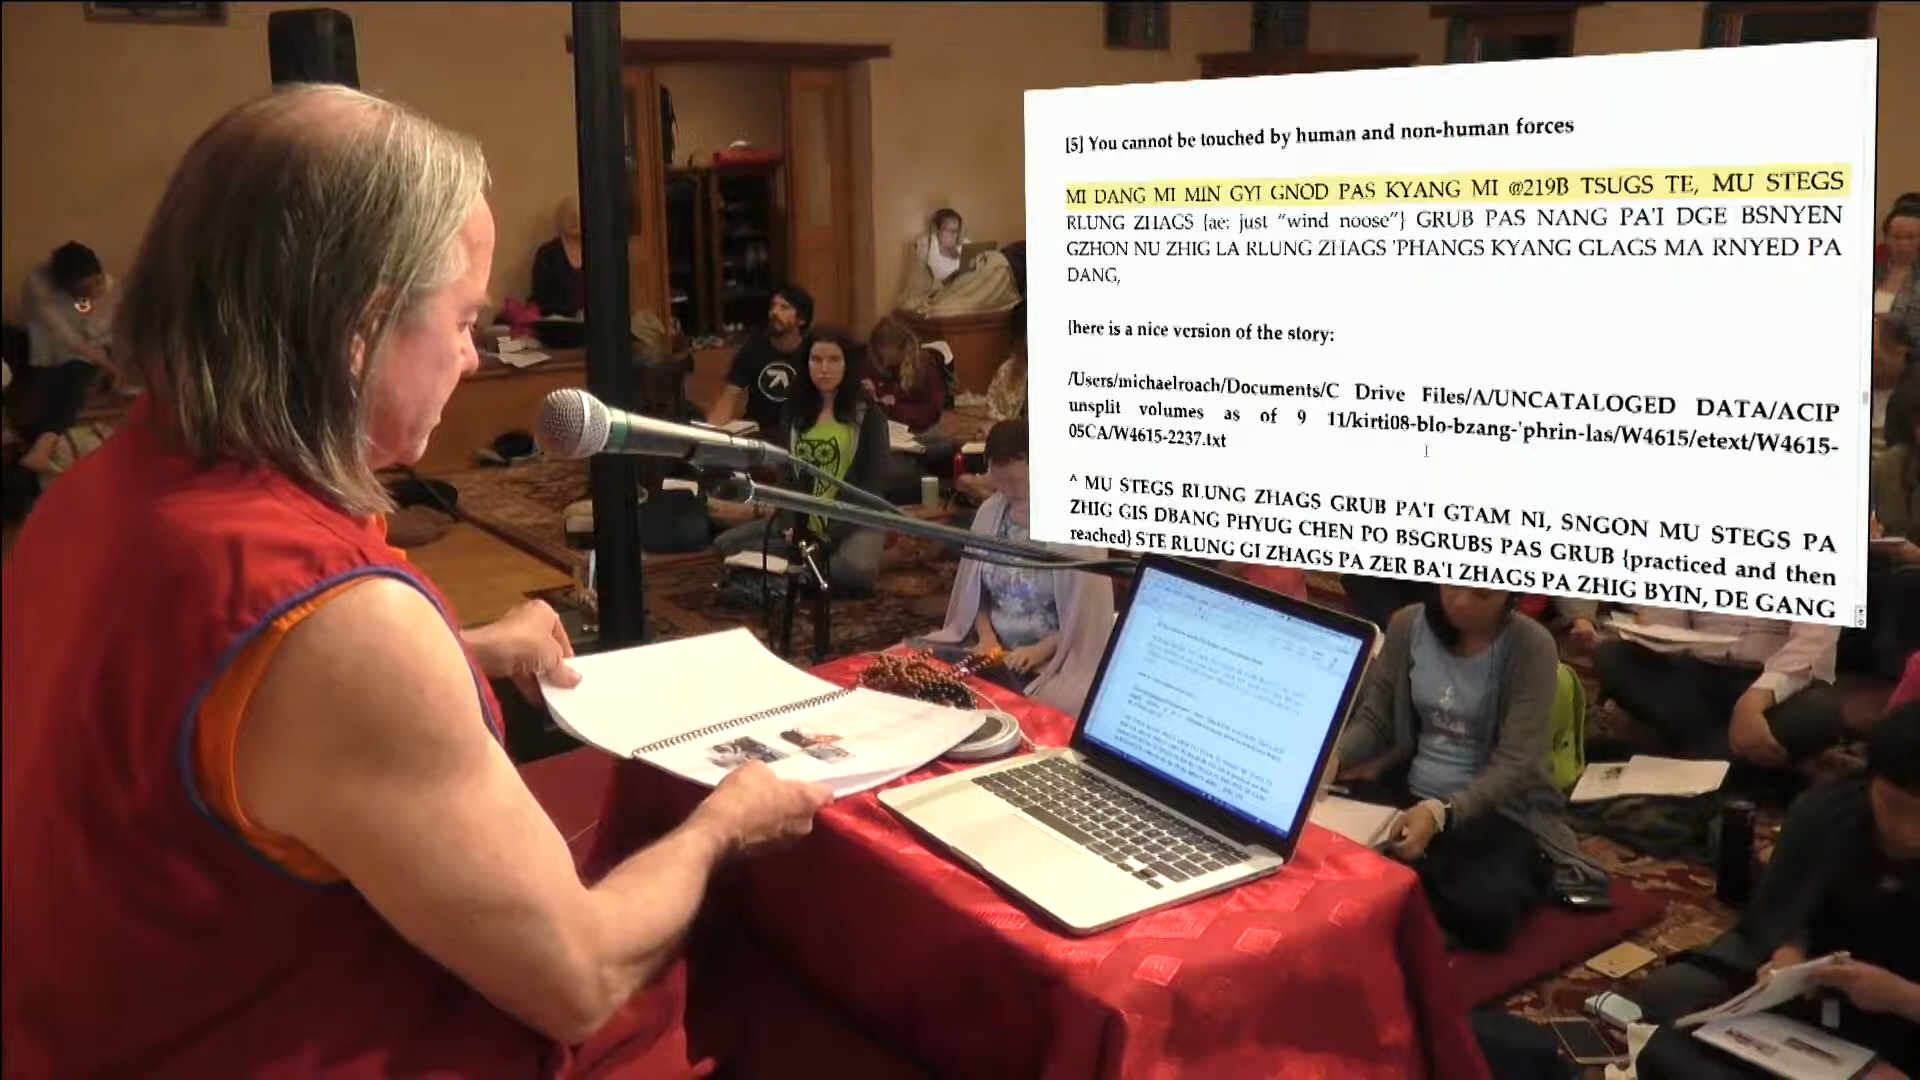 [5] You cannot be touched by human and non-human forces
MI DANG MI MIN GYI GNOD PAS KYANG MI @219B TSUGS TE, MU STEGS
RLUNG ZHAGS {ae: just "wind noose"} GRUB PAS NANG PA'I DGE BSNYEN
GZHON NU ZHIG LA RLUNG ZHAGS 'PHANGS KYANG GLAGS MA RNYED PA
DANG,
{here is a nice version of the story:
/Users/michaelroach/Documents/C Drive Files/A/UNCATALOGED DATA/ACIP
unsplit volumes as of 9 11/kirti08-blo-bzang-'phrin-las/W4615/etext/W4615-
05CA/W4615-2237.txt
^ MU STEGS RLUNG ZHAGS GRUB PA'I GTAM NI, SNGON MU STEGS PA
ZHIG GIS DBANG PHYUG CHEN PO BSGRUBS PAS GRUB {practiced and then
reached} STE RLUNG GI ZHAGS PA ZER BA'I ZHAGS PA ZHIG BYIN, DE GANG